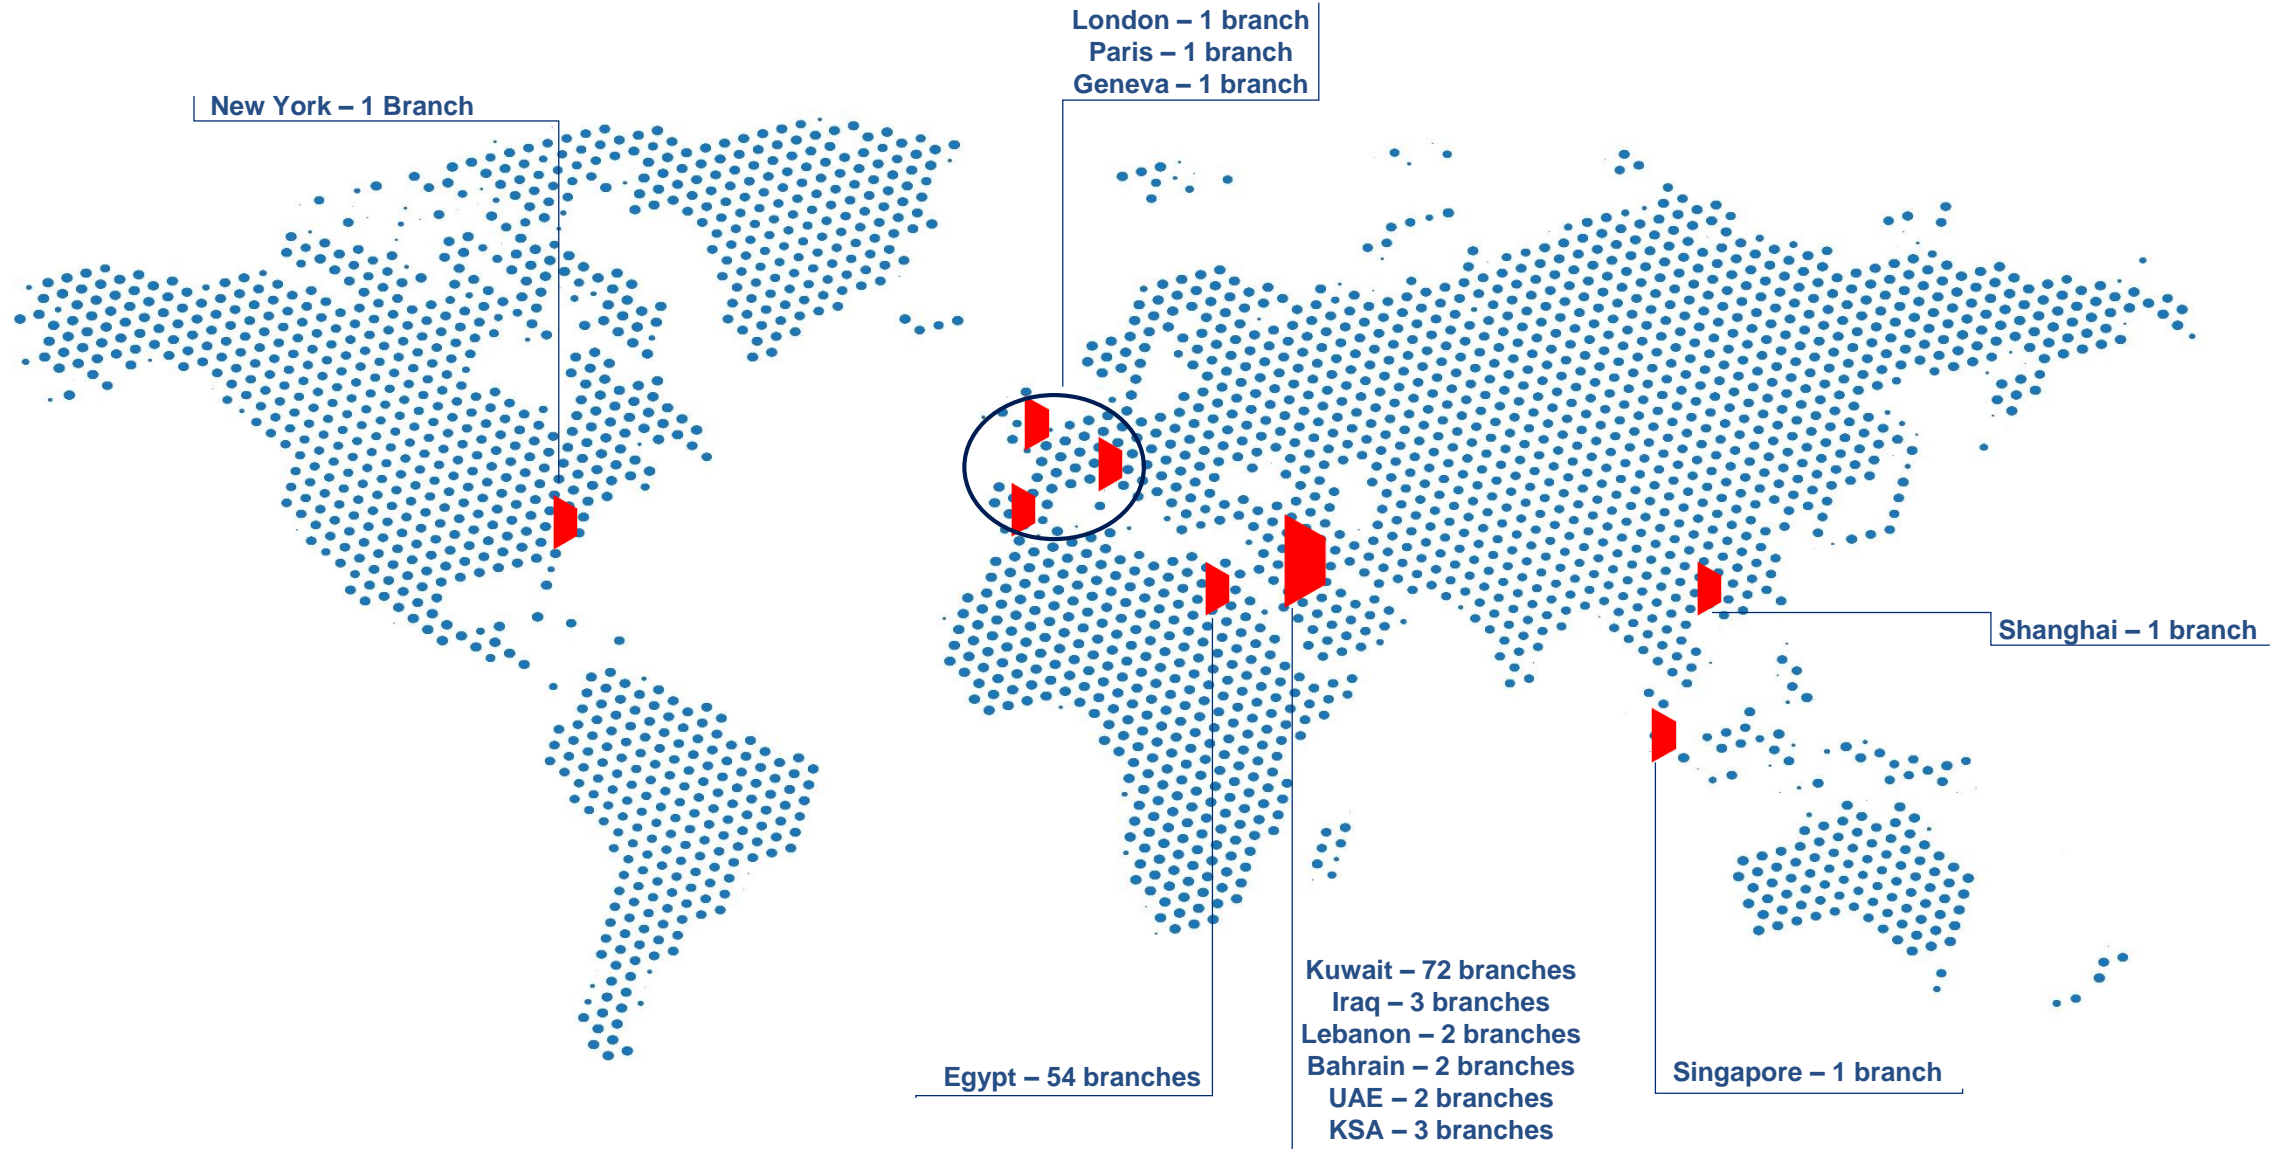 London – 1 branch
Paris – 1 branch
Geneva – 1 branch
New York – 1 Branch
Shanghai – 1 branch
Kuwait – 72 branches
Iraq – 3 branches
Lebanon – 2 branches
Bahrain – 2 branches
UAE – 2 branches
KSA – 3 branches
Egypt – 54 branches
Singapore – 1 branch